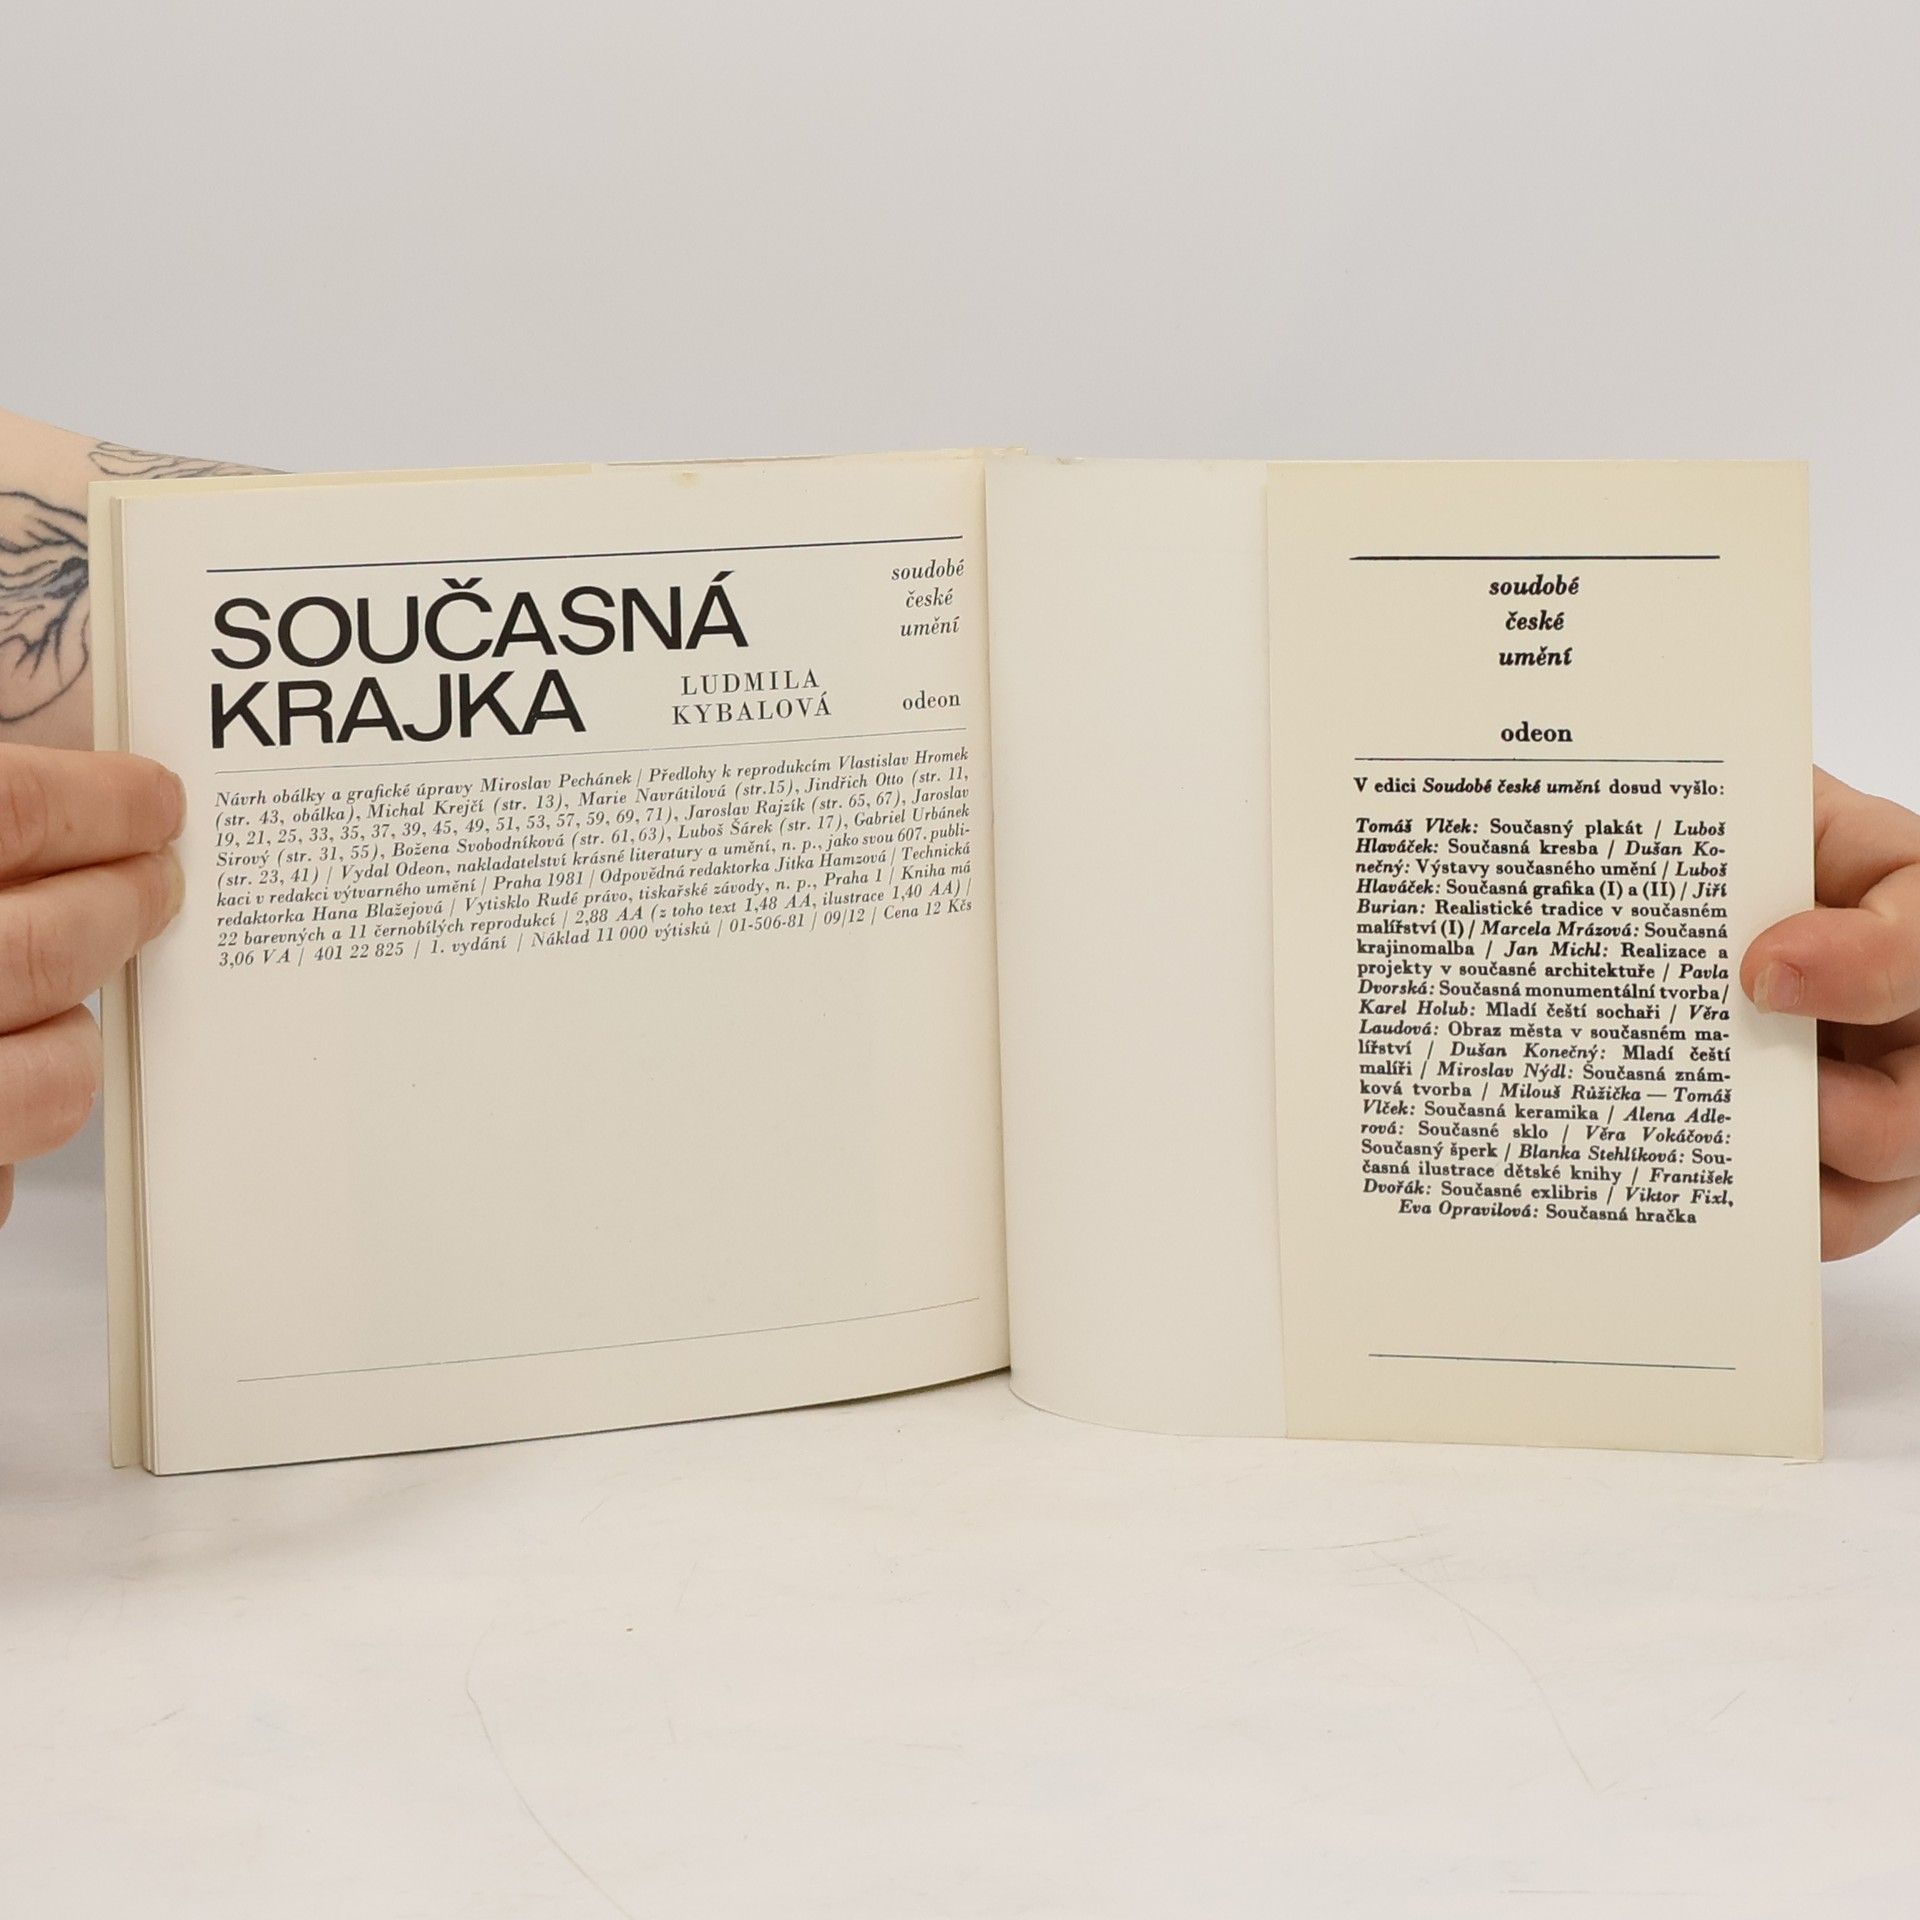 SOUČASNÁ
KRAJKA
LUDMILA
KYBALOVÁ
soudobé
české
umění
odeon
Návrh obálky a grafické úpravy Miroslav Pechánek / Předlohy k reprodukcím Vlastislav Hromek
(str. 43, obálka), Michal Krejčí (str. 13), Marie Navrátilová (str.15), Jindřich Otto (str. 11,
19, 21, 25, 33, 35, 37, 39, 45, 49, 51, 53, 57, 59, 69, 71), Jaroslav Rajzík (str. 65, 67), Jaroslav
Sirový (str. 31, 55), Božena Svobodníková (str. 61, 63), Luboš Šárek (str. 17), Gabriel Urbánek
(str. 23, 41) / Vydal Odeon, nakladatelství krásné literatury a umění, n. p., jako svou 607. publi-
kaci v redakci výtvarného umění / Praha 1981 / Odpovědná redaktorka Jitka Hamzová / Technická
redaktorka Hana Blažejová / Vytisklo Rudé právo, tiskařské závody, n. p., Praha 1 / Kniha má
22 barevných a 11 černobílých reprodukcí / 2,88 AA (z toho text 1,48 AA, ilustrace 1,40 AA) /
3,06 VA / 401 22 825 / 1. vydání / Náklad 11 000 výtisků / 01-506-81 / 09/12 / Cena 12 Kčs
soudobé
české
umění
odeon
V edici Soudobé české umění dosud vyšlo:
Tomáš Vlček: Současný plakát / Luboš
Hlaváček: Současná kresba / Dušan Ko-
nečný: Výstavy současného umění / Luboš
Hlaváček: Současná grafika (I) a (II) / Jiří
Burian: Realistické tradice v současném
malířství (I) / Marcela Mrázová: Současná
krajinomalba / Jan Michl: Realizace a
projekty v současné architektuře / Pavla
Dvorská: Současná monumentální tvorba /
Karel Holub: Mladí čeští sochaři / Věra
Laudová: Obraz města v současném ma-
lířství / Dušan Konečný: Mladí čeští
malíři / Miroslav Nýdl: Současná znám-
ková tvorba / Milouš Růžička — Tomáš
Vlček: Současná keramika / Alena Adle-
rová: Současné sklo / Věra Vokáčová:
Současný šperk / Blanka Stehlíková: Sou-
časná ilustrace dětské knihy / František
Dvořák: Současné exlibris / Viktor Fixl,
Eva Opravilová: Současná hračka